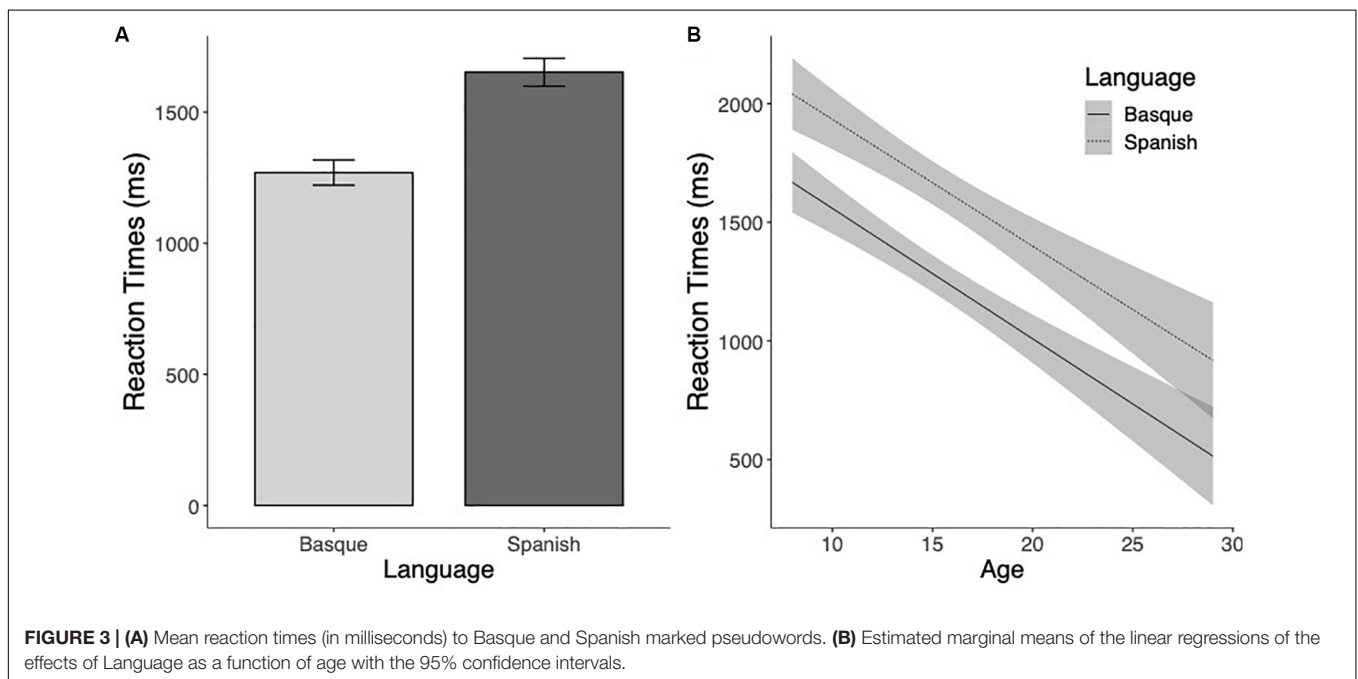 A
Reaction Times (ms)
1500
1000
500
0
Basque
Spanish
Language
B
Reaction Times (ms)
2000
1500
1000
500
Language
Basque
Spanish
10
15
20
25
30
Age
FIGURE 3 | (A) Mean reaction times (in milliseconds) to Basque and Spanish marked pseudowords. (B) Estimated marginal means of the linear regressions of the
effects of Language as a function of age with the 95% confidence intervals.